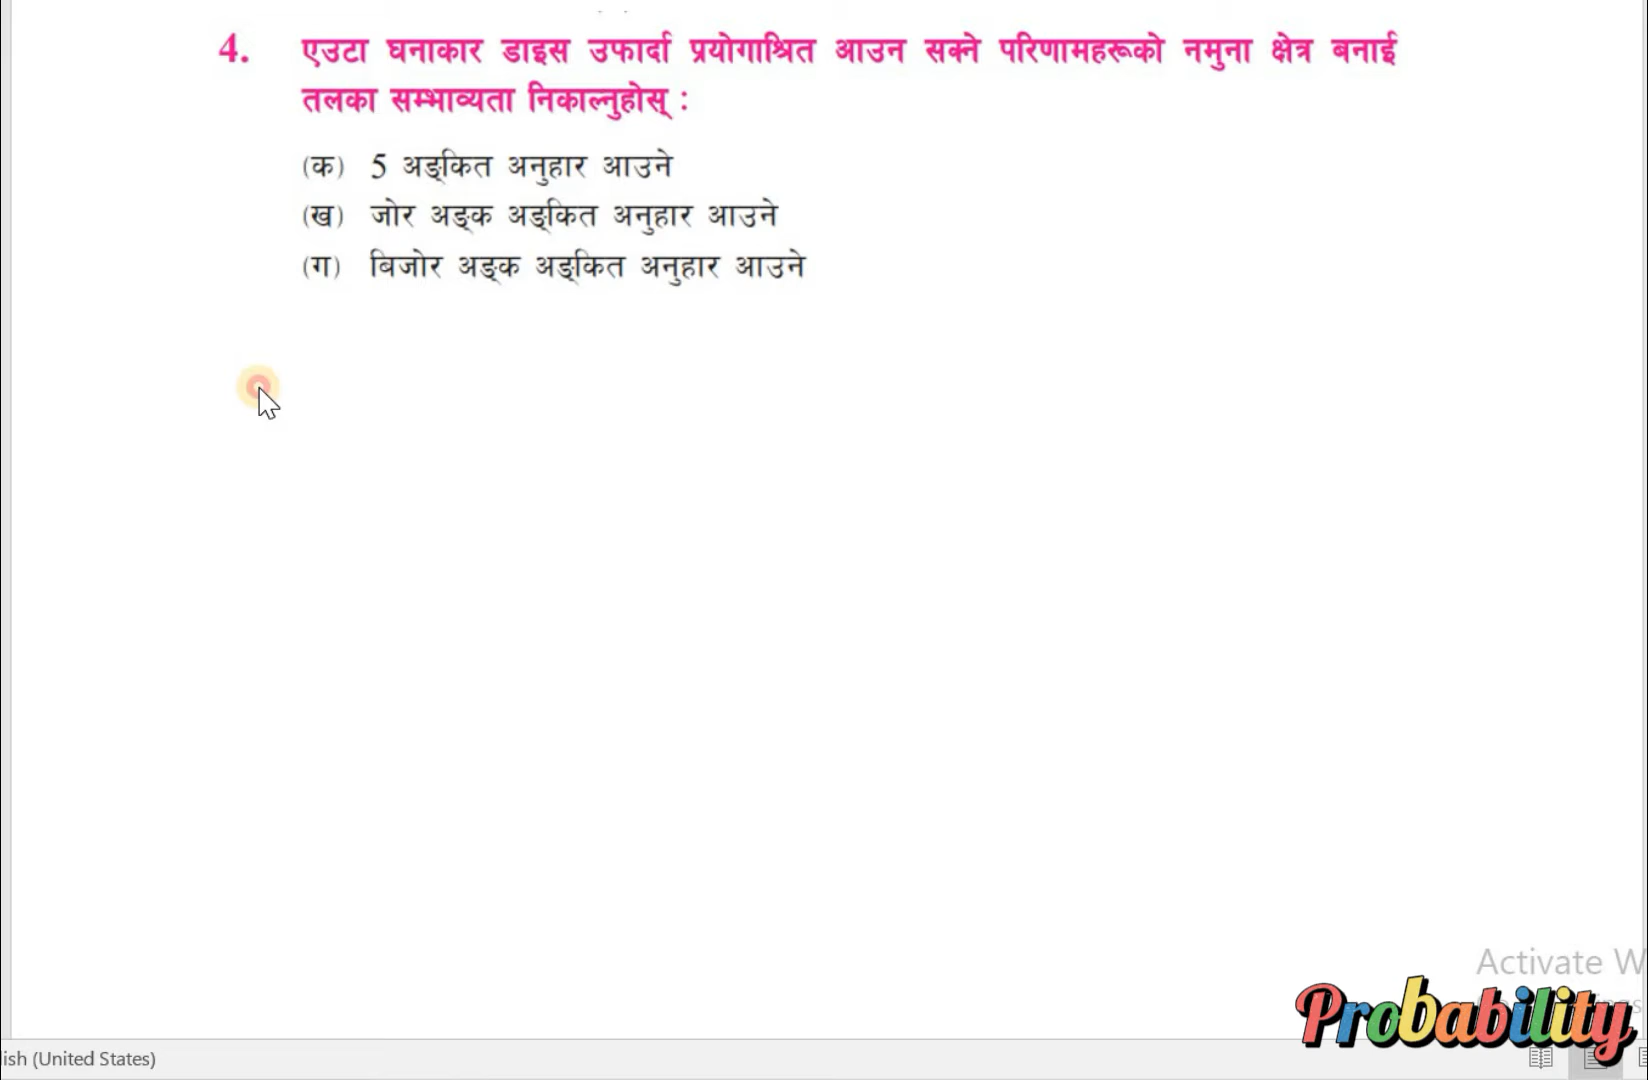 4. एउटा घनाकार डाइस उफार्दा प्रयोगाश्रित आउन सक्ने परिणामहरूको नमुना क्षेत्र बनाई
तलका सम्भाव्यता निकाल्नुहोस् :
(क) 5 अङ्कित अनुहार आउने
(ख) जोर अङ्क अङ्कित अनुहार आउने
(ग) बिजोर अङ्क अङ्कित अनुहार आउने
Activate W
Probability
ish (United States)